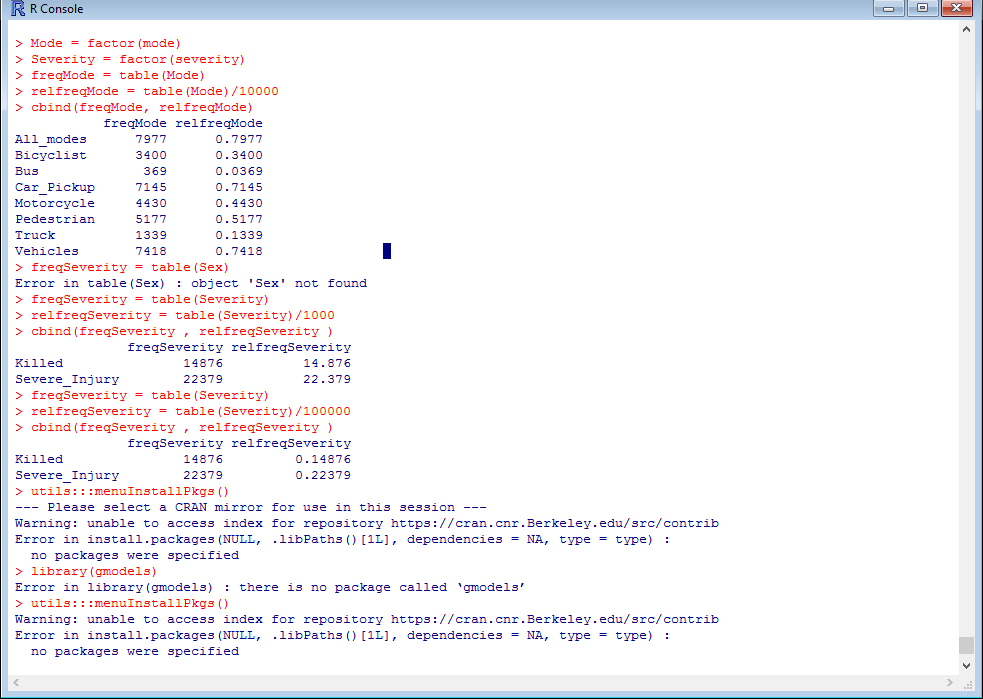 R Console
> Mode = factor(mode)
> Severity = factor(severity)
> freqMode = table(Mode)
> relfreqMode = table(Mode)/10000
> cbind(freqMode, relfreqMode)
           freqMode relfreqMode
All_modes      7977      0.7977
Bicyclist      3400      0.3400
Bus             369      0.0369
Car_Pickup     7145      0.7145
Motorcycle     4430      0.4430
Pedestrian     5177      0.5177
Truck          1339      0.1339
Vehicles       7418      0.7418
> freqSeverity = table(Sex)
Error in table(Sex) : object 'Sex' not found
> freqSeverity = table(Severity)
> relfreqSeverity = table(Severity)/1000
> cbind(freqSeverity , relfreqSeverity )
              freqSeverity relfreqSeverity
Killed               14876          14.876
Severe_Injury        22379          22.379
> freqSeverity = table(Severity)
> relfreqSeverity = table(Severity)/100000
> cbind(freqSeverity , relfreqSeverity )
              freqSeverity relfreqSeverity
Killed               14876         0.14876
Severe_Injury        22379         0.22379
> utils:::menuInstallPkgs()
--- Please select a CRAN mirror for use in this session ---
Warning: unable to access index for repository https://cran.cnr.Berkeley.edu/src/contrib
Error in install.packages(NULL, .libPaths()[1L], dependencies = NA, type = type) :
  no packages were specified
> library(gmodels)
Error in library(gmodels) : there is no package called ‘gmodels’
> utils:::menuInstallPkgs()
Warning: unable to access index for repository https://cran.cnr.Berkeley.edu/src/contrib
Error in install.packages(NULL, .libPaths()[1L], dependencies = NA, type = type) :
  no packages were specified